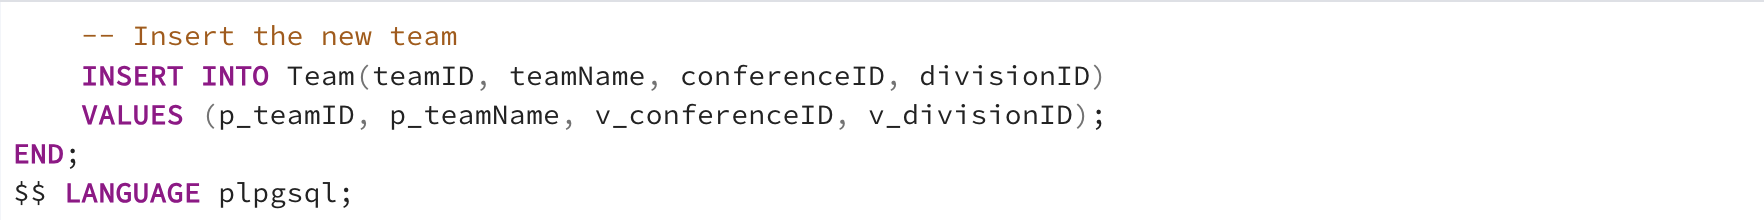 -- Insert the new team
INSERT INTO Team(teamID, teamName, conferenceID, divisionID)
VALUES (p_teamID, p_teamName, v_conferenceID, v_divisionID);
END;
$$ LANGUAGE plpgsql;